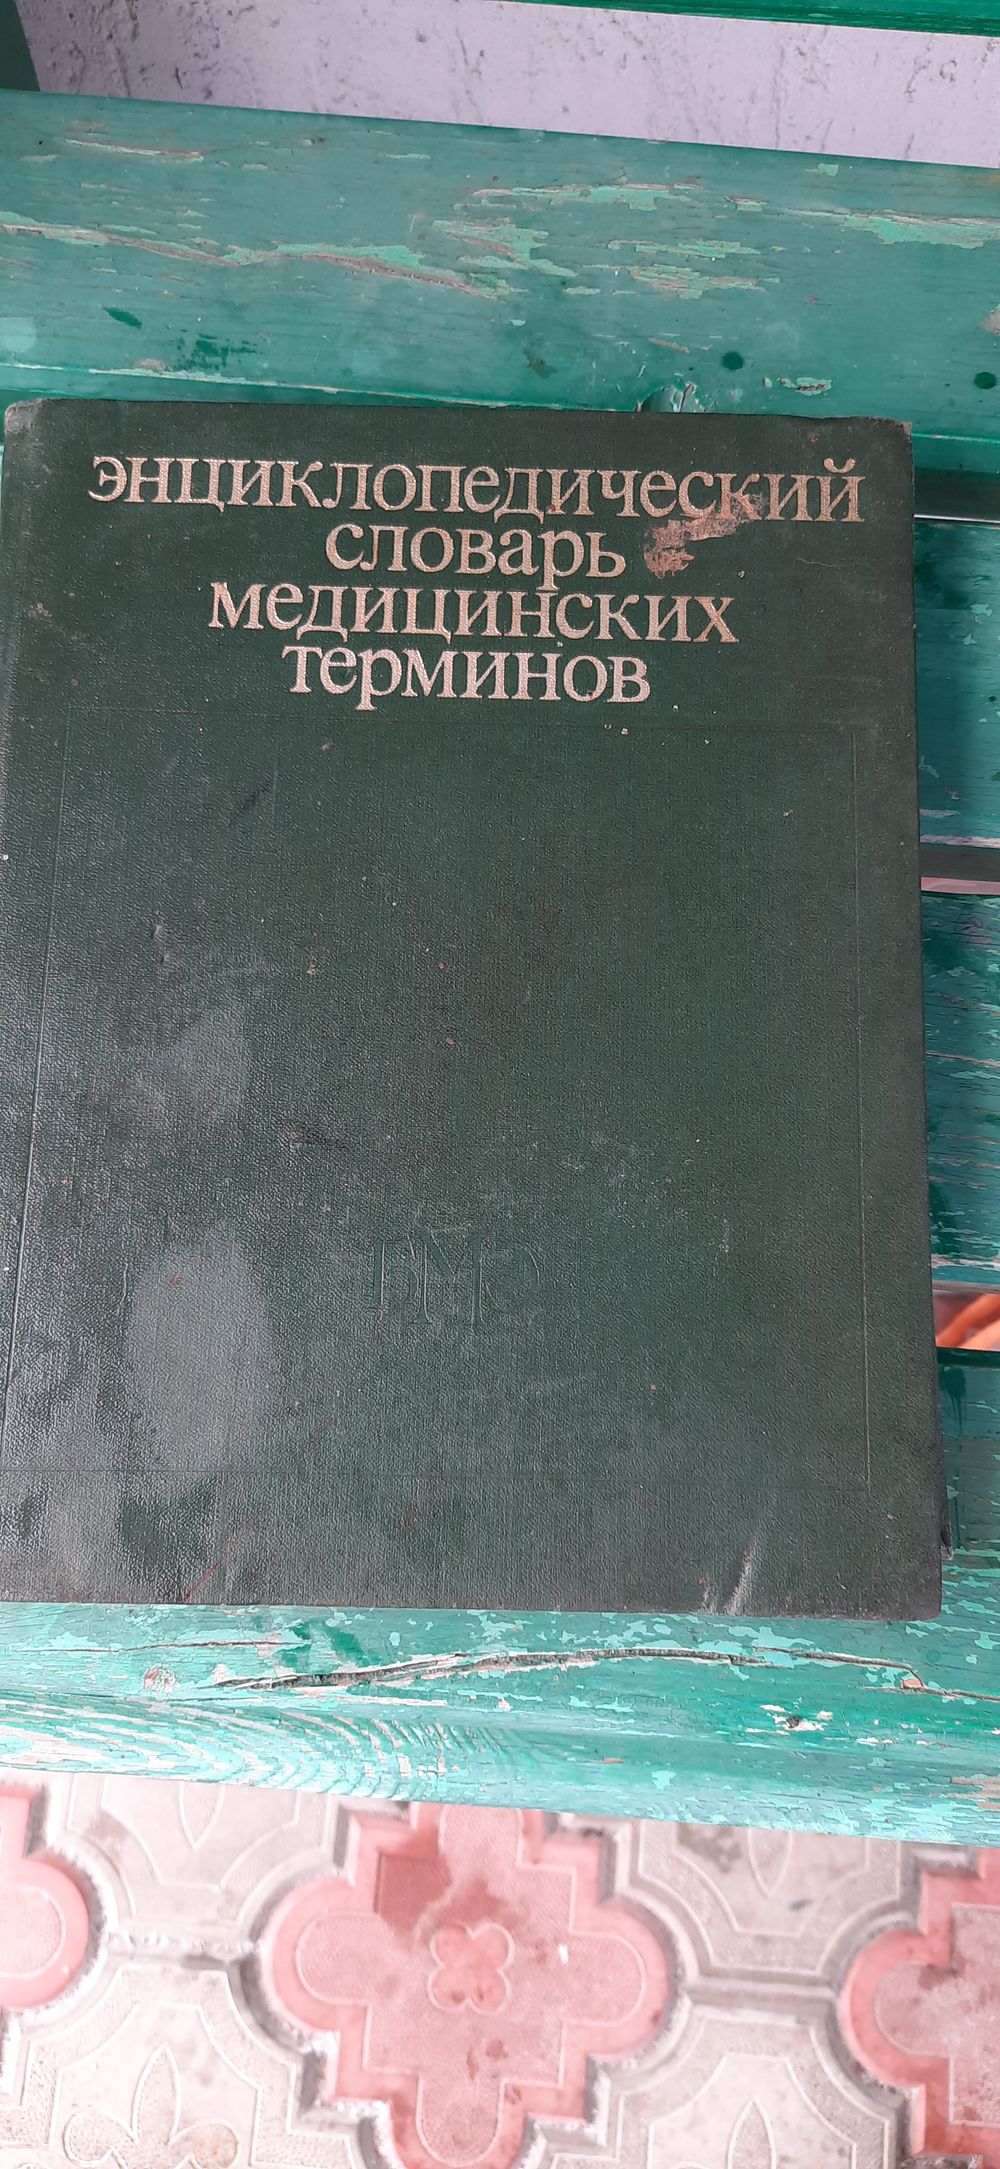 энциклопедический
словарь
медицинских
терминов
БМЭ